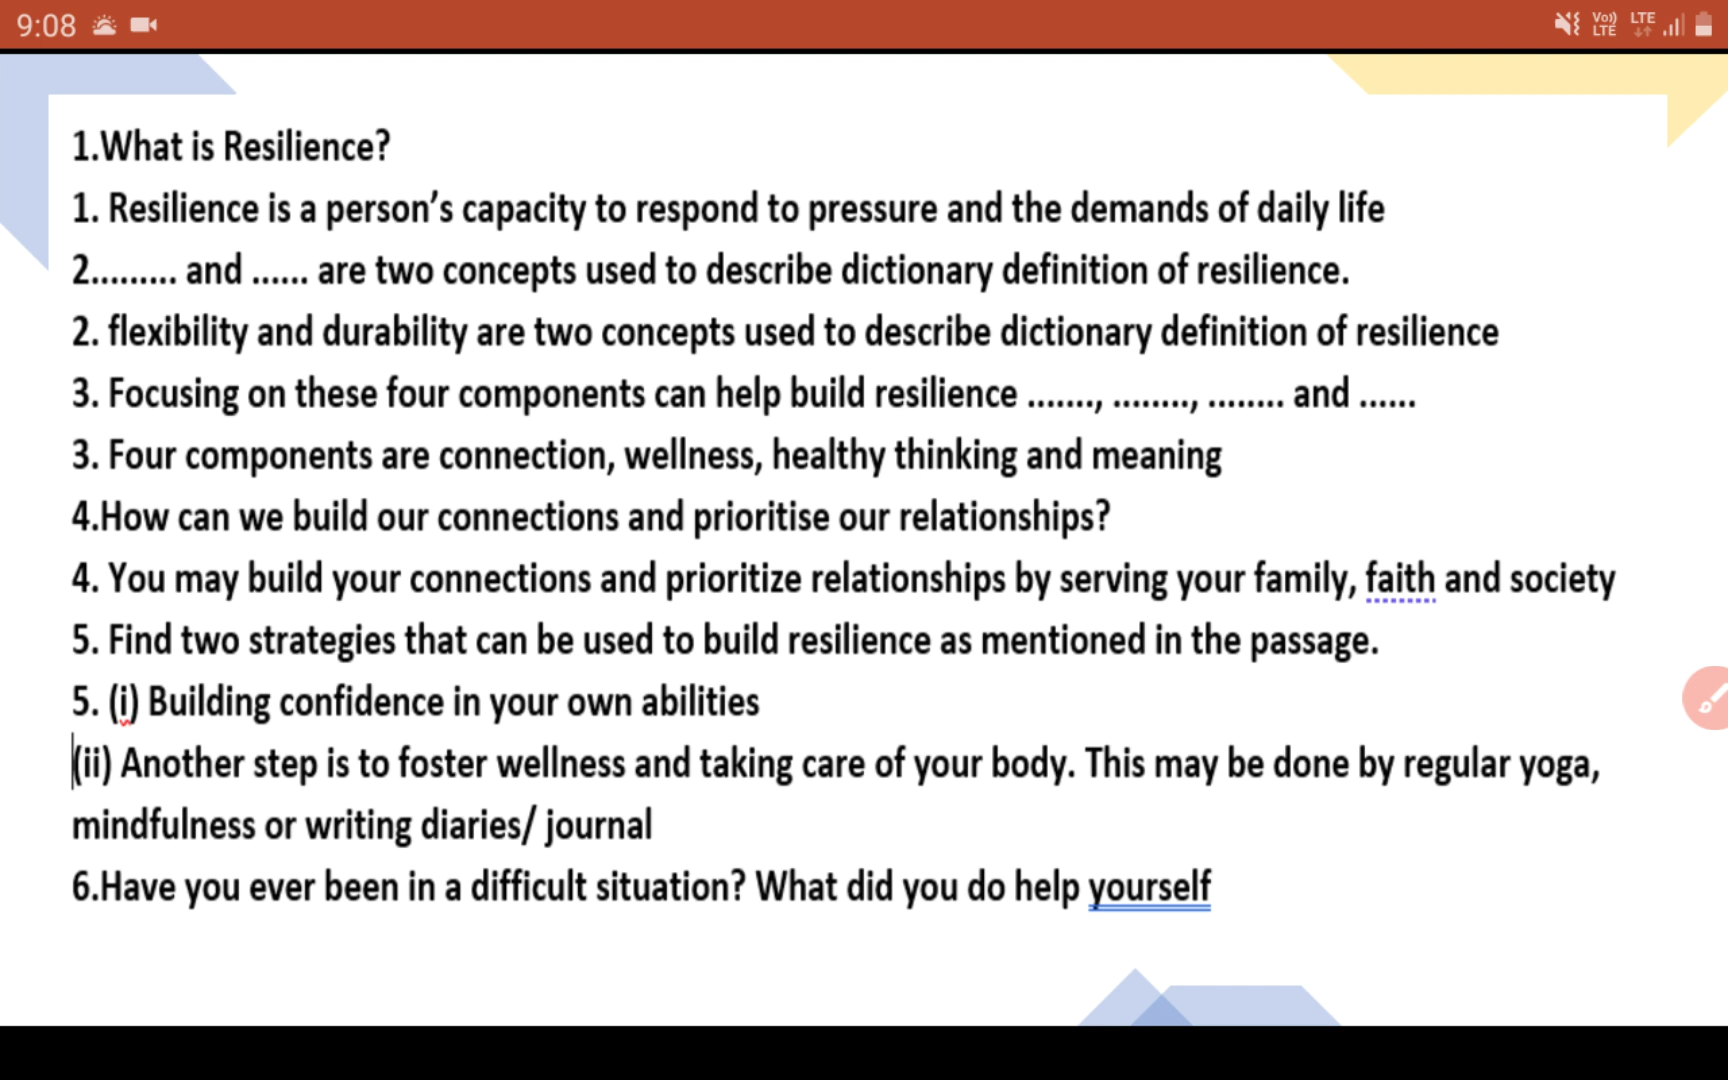 9:08
Vo)) LTE LTE
1.What is Resilience?
1. Resilience is a person’s capacity to respond to pressure and the demands of daily life
2......... and ...... are two concepts used to describe dictionary definition of resilience.
2. flexibility and durability are two concepts used to describe dictionary definition of resilience
3. Focusing on these four components can help build resilience ......., ........, ........ and ......
3. Four components are connection, wellness, healthy thinking and meaning
4.How can we build our connections and prioritise our relationships?
4. You may build your connections and prioritize relationships by serving your family, faith and society
5. Find two strategies that can be used to build resilience as mentioned in the passage.
5. (i) Building confidence in your own abilities
(ii) Another step is to foster wellness and taking care of your body. This may be done by regular yoga,
mindfulness or writing diaries/ journal
6.Have you ever been in a difficult situation? What did you do help yourself